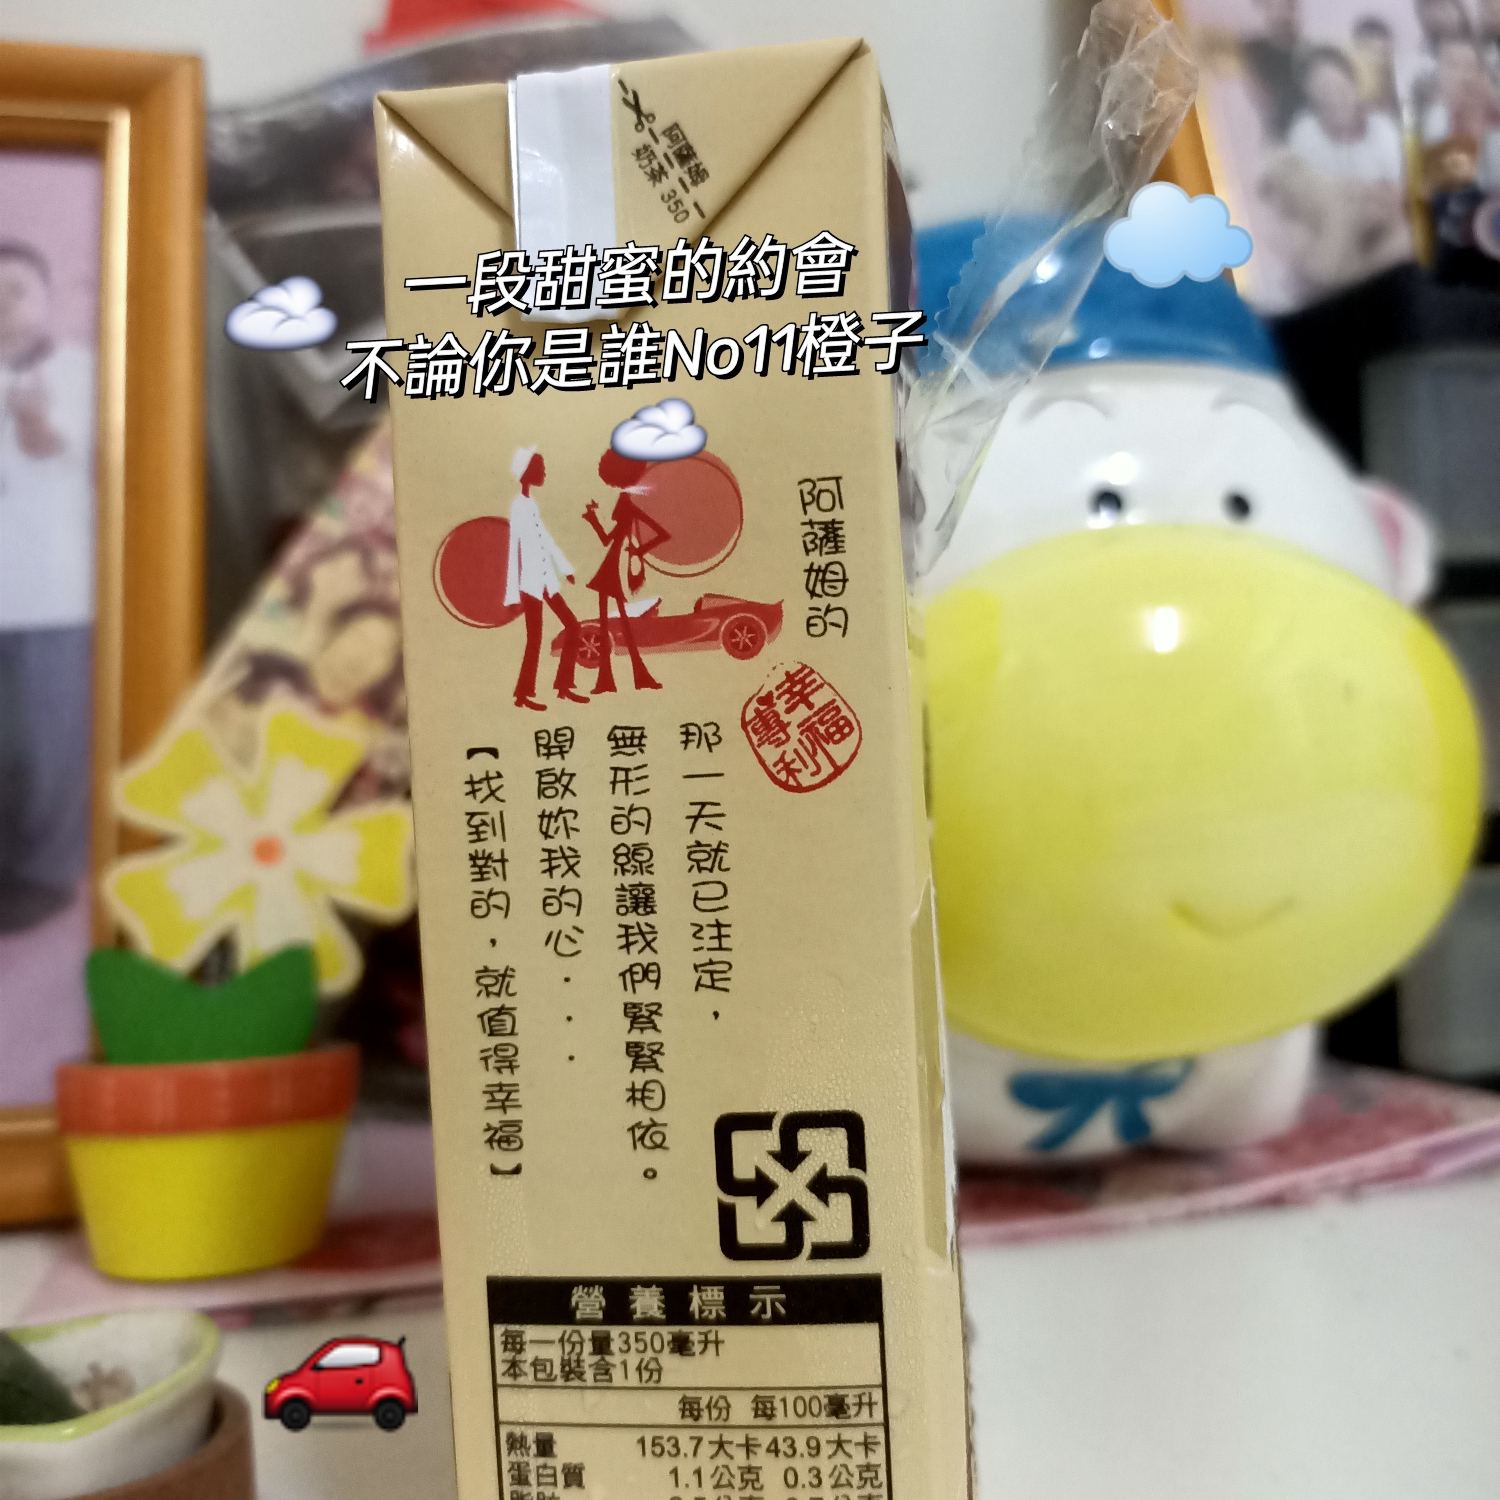 阿薩姆
奶茶 350
一段甜蜜的約會
不論你是誰No11橙子
阿薩姆的
幸福
專利
那一天就已注定，
無形的線讓我們緊緊相依。
開啟妳我的心...
【找到對的，就值得幸福】
營養標示
每一份量350毫升
本包裝含1份
每份 每100毫升
熱量 153.7大卡 43.9大卡
蛋白質 1.1公克 0.3公克